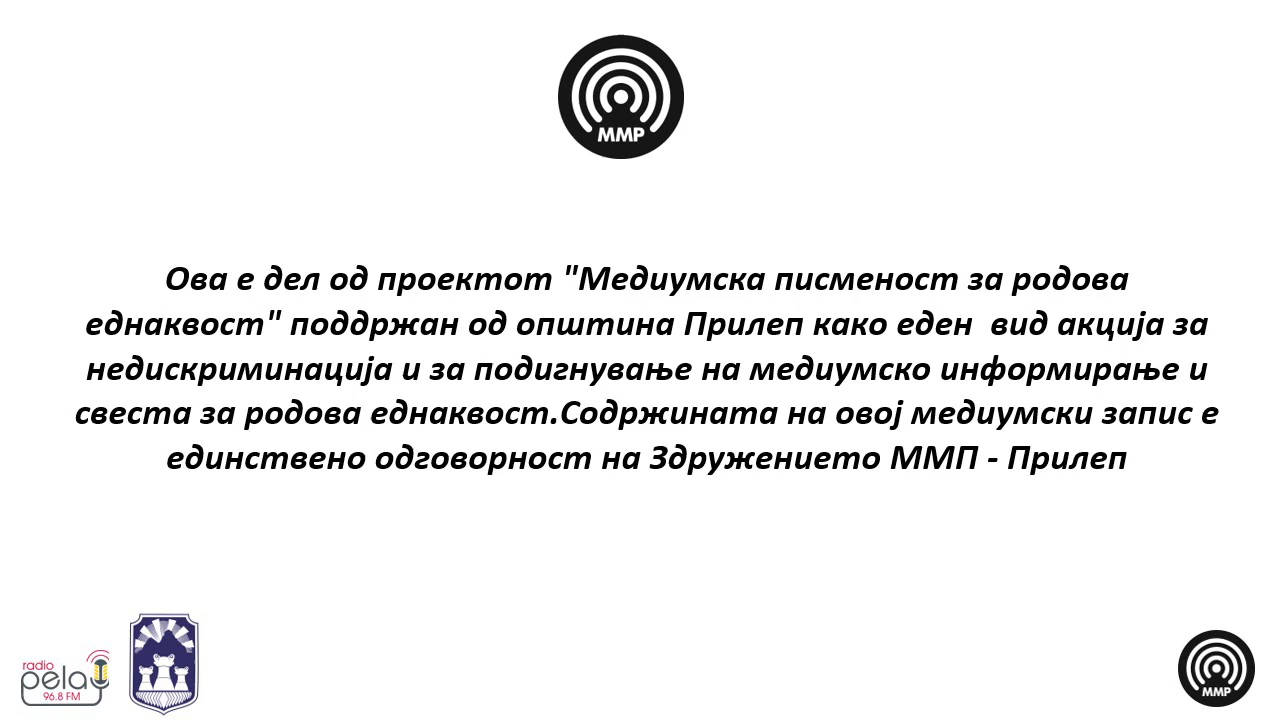 MMP
Ова е дел од проектот "Медиумска писменост за родова
еднаквост" поддржан од општина Прилеп како еден  вид акција за
недискриминација и за подигнување на медиумско информирање и
свеста за родова еднаквост.Содржината на овој медиумски запис е
единствено одговорност на Здружението ММП - Прилеп
radio
pelag
96.8 FM
MMP